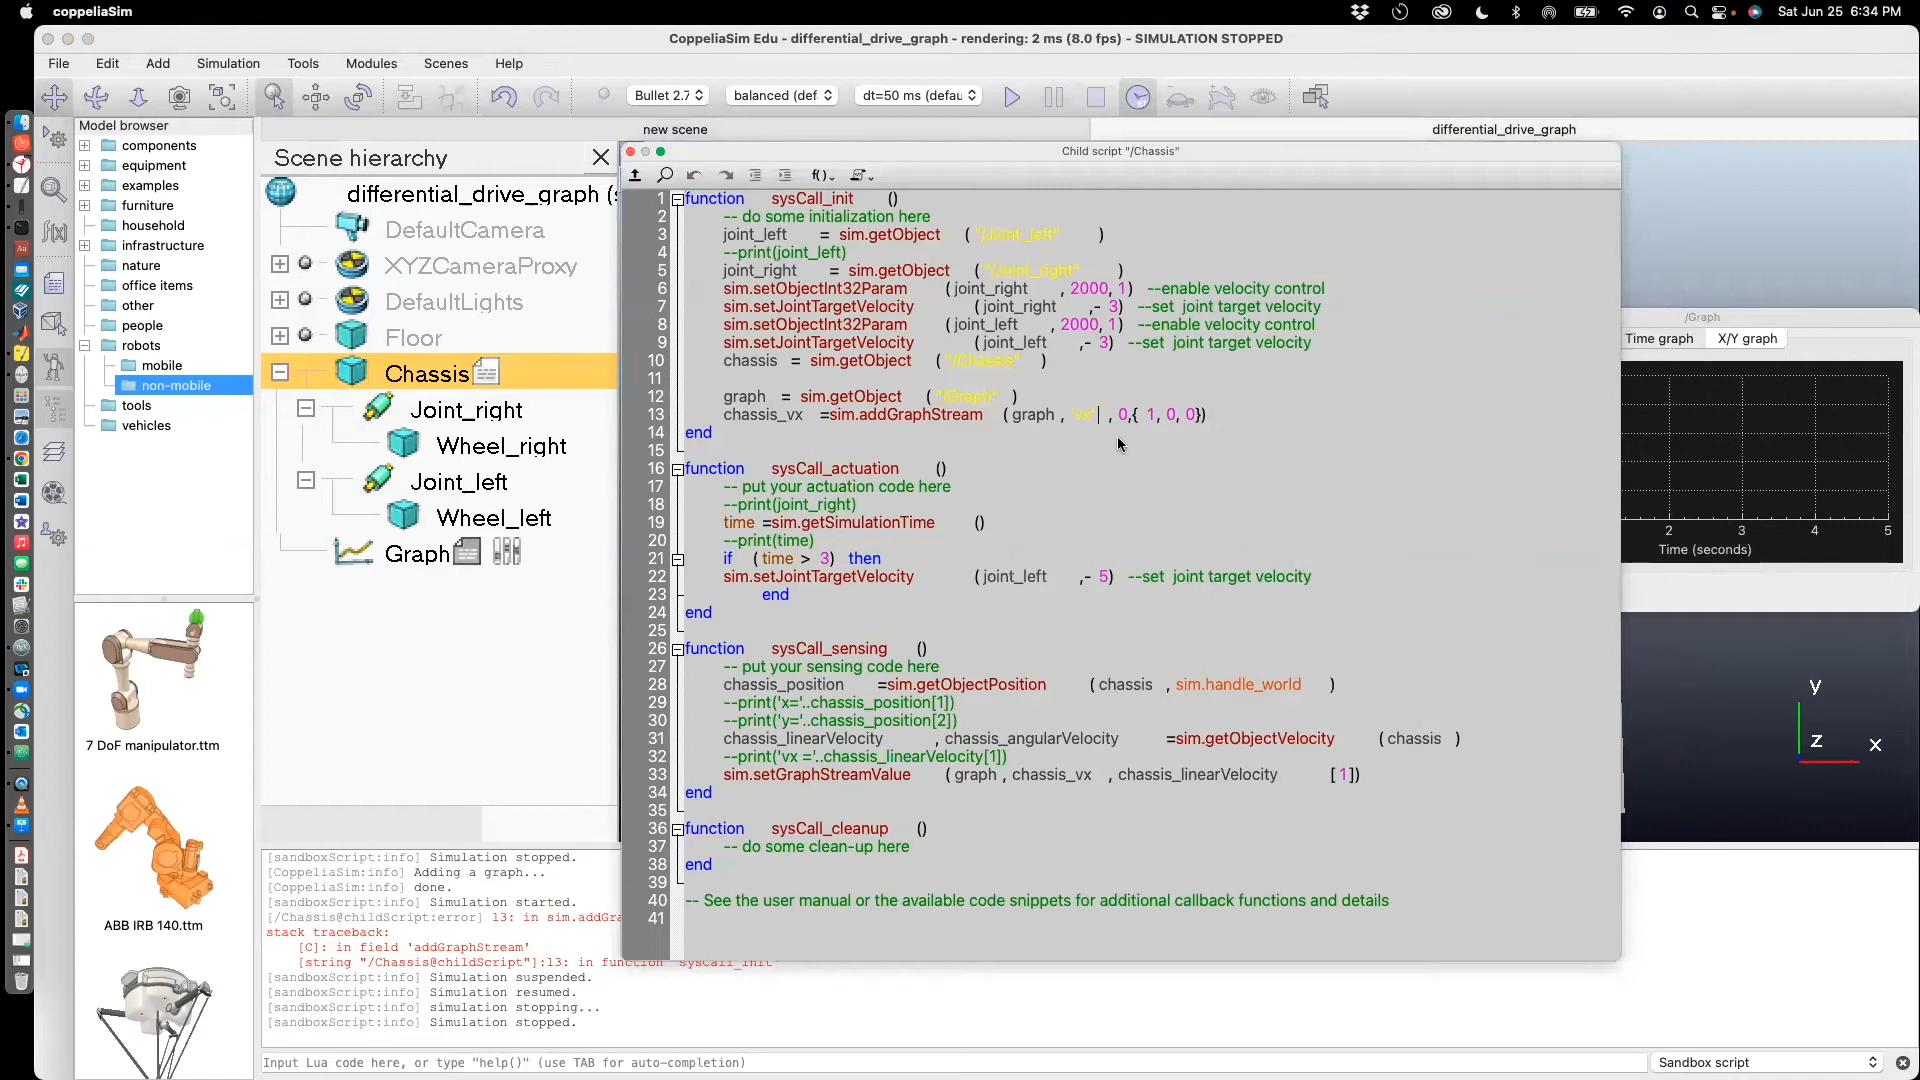 coppeliaSim
Sat Jun 25 6:34 PM
CoppeliaSim Edu - differential_drive_graph - rendering: 2 ms (8.0 fps) - SIMULATION STOPPED
File Edit Add Simulation Tools Modules Scenes Help
Bullet 2.7 balanced (def dt=50 ms (defau
Model browser
components
equipment
examples
furniture
household
infrastructure
nature
office items
other
people
robots
mobile
non-mobile
tools
vehicles
7 DoF manipulator.ttm
ABB IRB 140.ttm
new scene
differential_drive_graph
Scene hierarchy
differential_drive_graph (s
DefaultCamera
XYZCameraProxy
DefaultLights
Floor
Chassis
Joint_right
Wheel_right
Joint_left
Wheel_left
Graph
Child script "/Chassis"
f()
1 function sysCall_init ()
2 -- do some initialization here
3 joint_left = sim.getObject ( "/Joint_left" )
4 --print(joint_left)
5 joint_right = sim.getObject ( "/Joint_right" )
6 sim.setObjectInt32Param ( joint_right , 2000, 1) --enable velocity control
7 sim.setJointTargetVelocity ( joint_right ,- 3) --set joint target velocity
8 sim.setObjectInt32Param ( joint_left , 2000, 1) --enable velocity control
9 sim.setJointTargetVelocity ( joint_left ,- 3) --set joint target velocity
10 chassis = sim.getObject ( "/Chassis" )
11
12 graph = sim.getObject ( "/Graph" )
13 chassis_vx =sim.addGraphStream ( graph , 'vx' , 0,{ 1, 0, 0})
14 end
15
16 function sysCall_actuation ()
17 -- put your actuation code here
18 --print(joint_right)
19 time =sim.getSimulationTime ()
20 --print(time)
21 if ( time > 3) then
22 sim.setJointTargetVelocity ( joint_left ,- 5) --set joint target velocity
23 end
24 end
25
26 function sysCall_sensing ()
27 -- put your sensing code here
28 chassis_position =sim.getObjectPosition ( chassis , sim.handle_world )
29 --print('x='..chassis_position[1])
30 --print('y='..chassis_position[2])
31 chassis_linearVelocity , chassis_angularVelocity =sim.getObjectVelocity ( chassis )
32 --print('vx ='..chassis_linearVelocity[1])
33 sim.setGraphStreamValue ( graph , chassis_vx , chassis_linearVelocity [ 1])
34 end
35
36 function sysCall_cleanup ()
37 -- do some clean-up here
38 end
39
40 -- See the user manual or the available code snippets for additional callback functions and details
41
/Graph
Time graph X/Y graph
2 3 4 5
Time (seconds)
y
z x
[sandboxScript:info] Simulation stopped.
[CoppeliaSim:info] Adding a graph...
[CoppeliaSim:info] done.
[sandboxScript:info] Simulation started.
[/Chassis@childScript:error] 13: in sim.addGra
stack traceback:
[C]: in field 'addGraphStream'
[string "/Chassis@childScript"]:13: in function 'sysCall_init'
[sandboxScript:info] Simulation suspended.
[sandboxScript:info] Simulation resumed.
[sandboxScript:info] simulation stopping...
[sandboxScript:info] Simulation stopped.
Input Lua code here, or type "help()" (use TAB for auto-completion)
Sandbox script